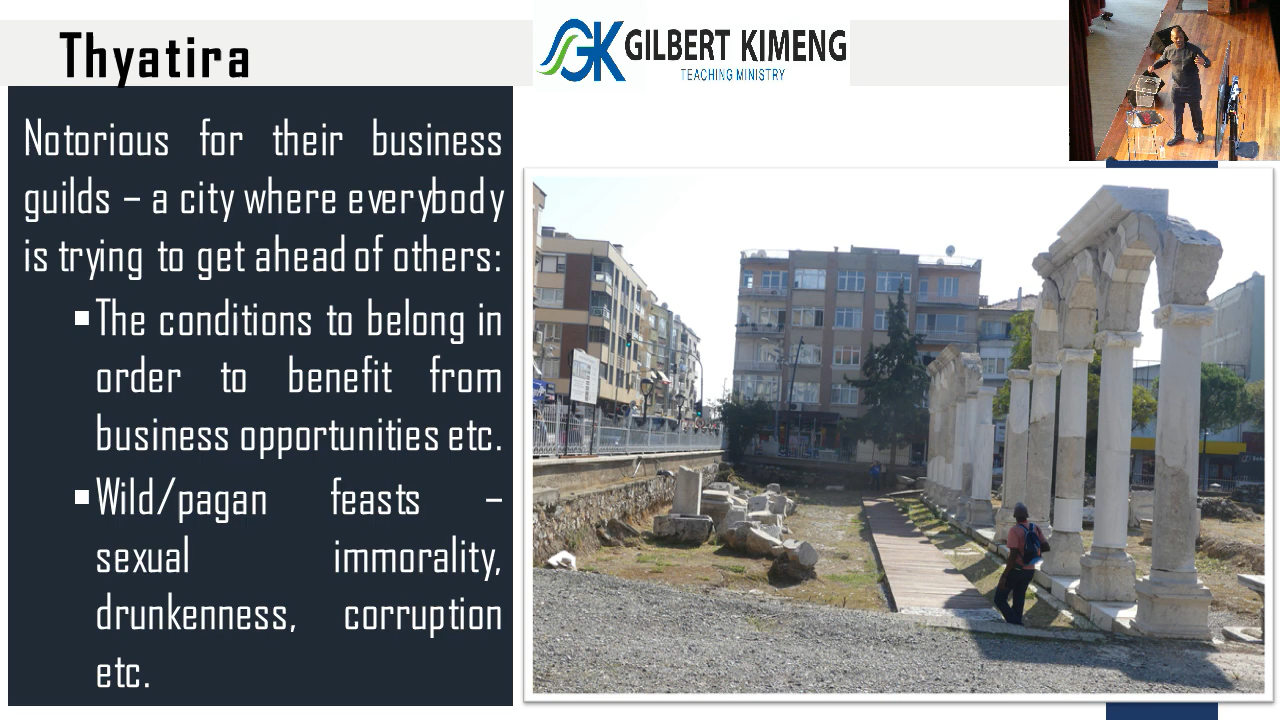 Thyatira
GK GILBERT KIMENG
TEACHING MINISTRY
Notorious for their business
guilds – a city where everybody
is trying to get ahead of others:
▪The conditions to belong in
order to benefit from
business opportunities etc.
▪Wild/pagan feasts –
sexual immorality,
drunkenness, corruption
etc.